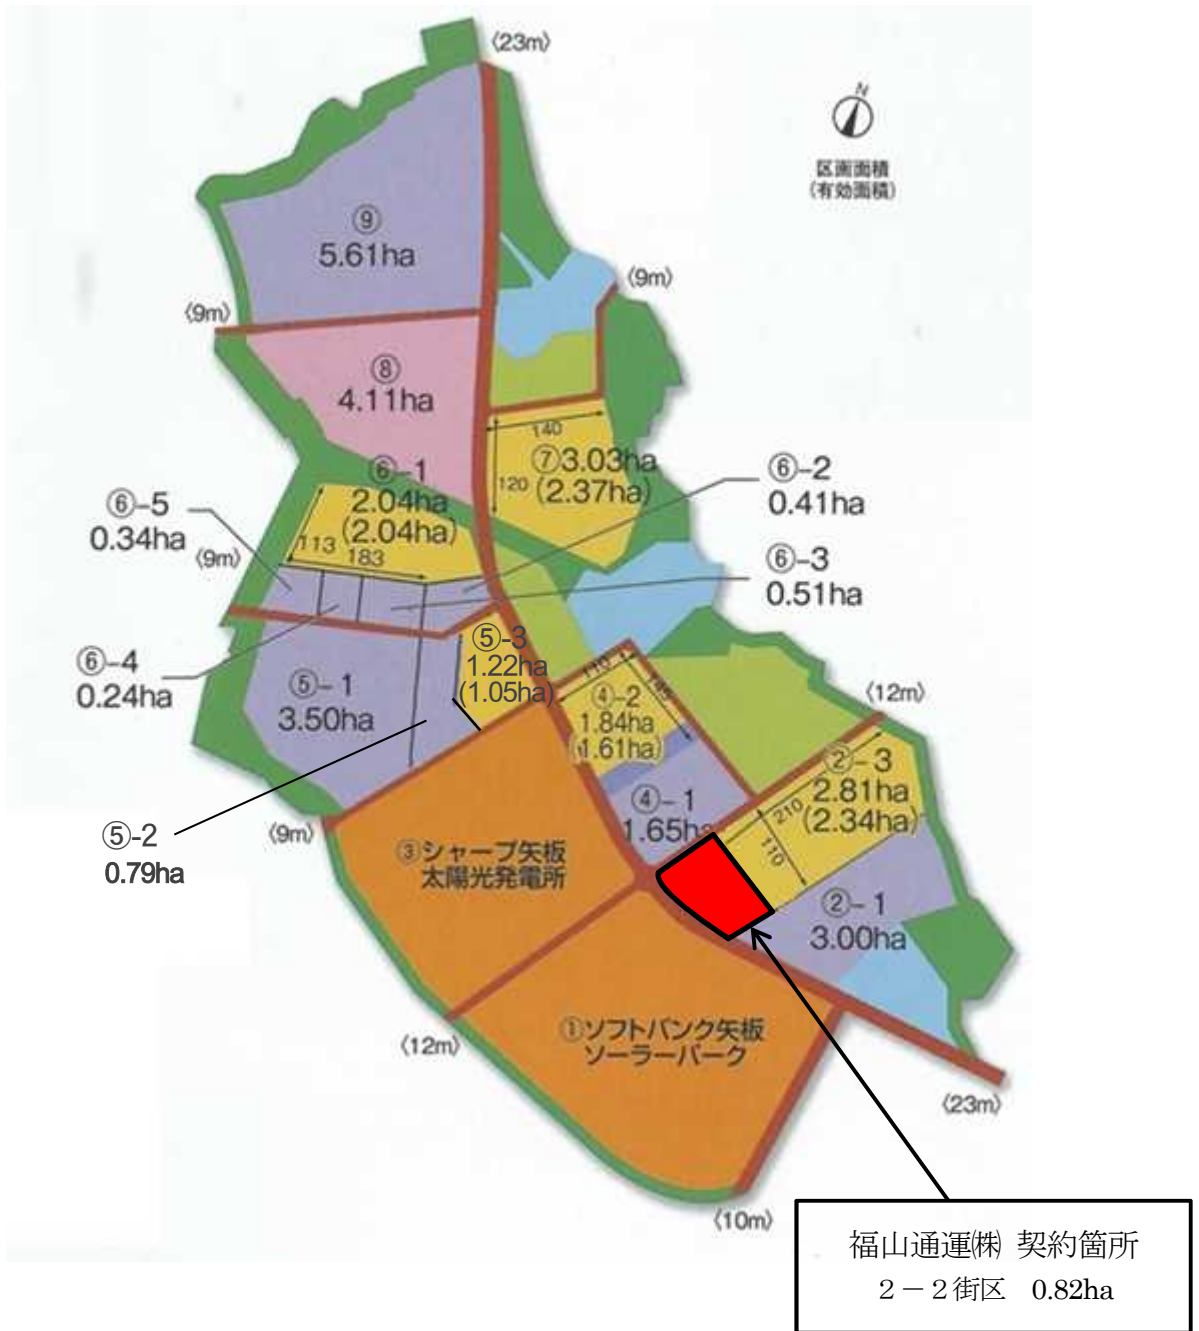 〈23m〉
N
区画面積
(有効面積)
⑨
5.61ha
〈9m〉
〈9m〉
⑧
4.11ha
140
⑦3.03ha
120
(2.37ha)
⑥-1
2.04ha
(2.04ha)
113
183
⑥-2
0.41ha
⑥-5
0.34ha
〈9m〉
⑥-3
0.51ha
⑥-4
0.24ha
⑤-3
1.22ha
(1.05ha)
⑤-1
3.50ha
110
145
④-2
1.84ha
(1.61ha)
〈12m〉
②-3
2.81ha
(2.34ha)
210
110
④-1
1.65ha
⑤-2
0.79ha
〈9m〉
③シャープ矢板
太陽光発電所
②-1
3.00ha
①ソフトバンク矢板
ソーラーパーク
〈12m〉
〈23m〉
〈10m〉
福山通運㈱ 契約箇所
２－２街区 0.82ha